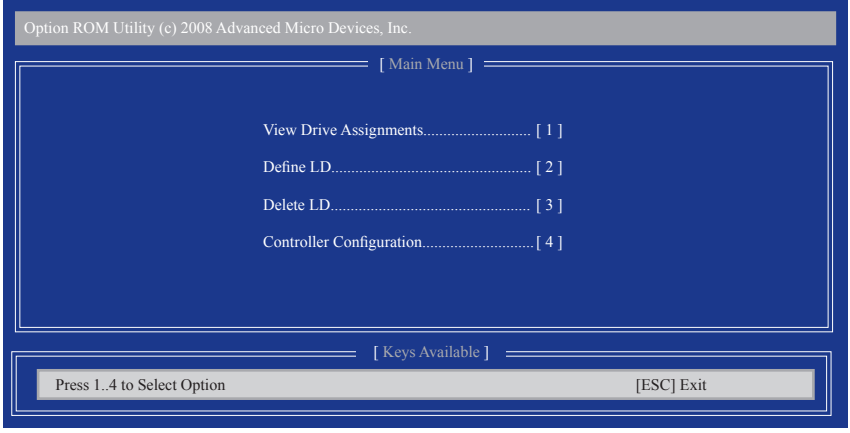 Option ROM Utility (c) 2008 Advanced Micro Devices, Inc.
[ Main Menu ]
View Drive Assignments........................... [ 1 ]
Define LD.................................................. [ 2 ]
Delete LD.................................................. [ 3 ]
Controller Configuration............................[ 4 ]
[ Keys Available ]
Press 1..4 to Select Option [ESC] Exit